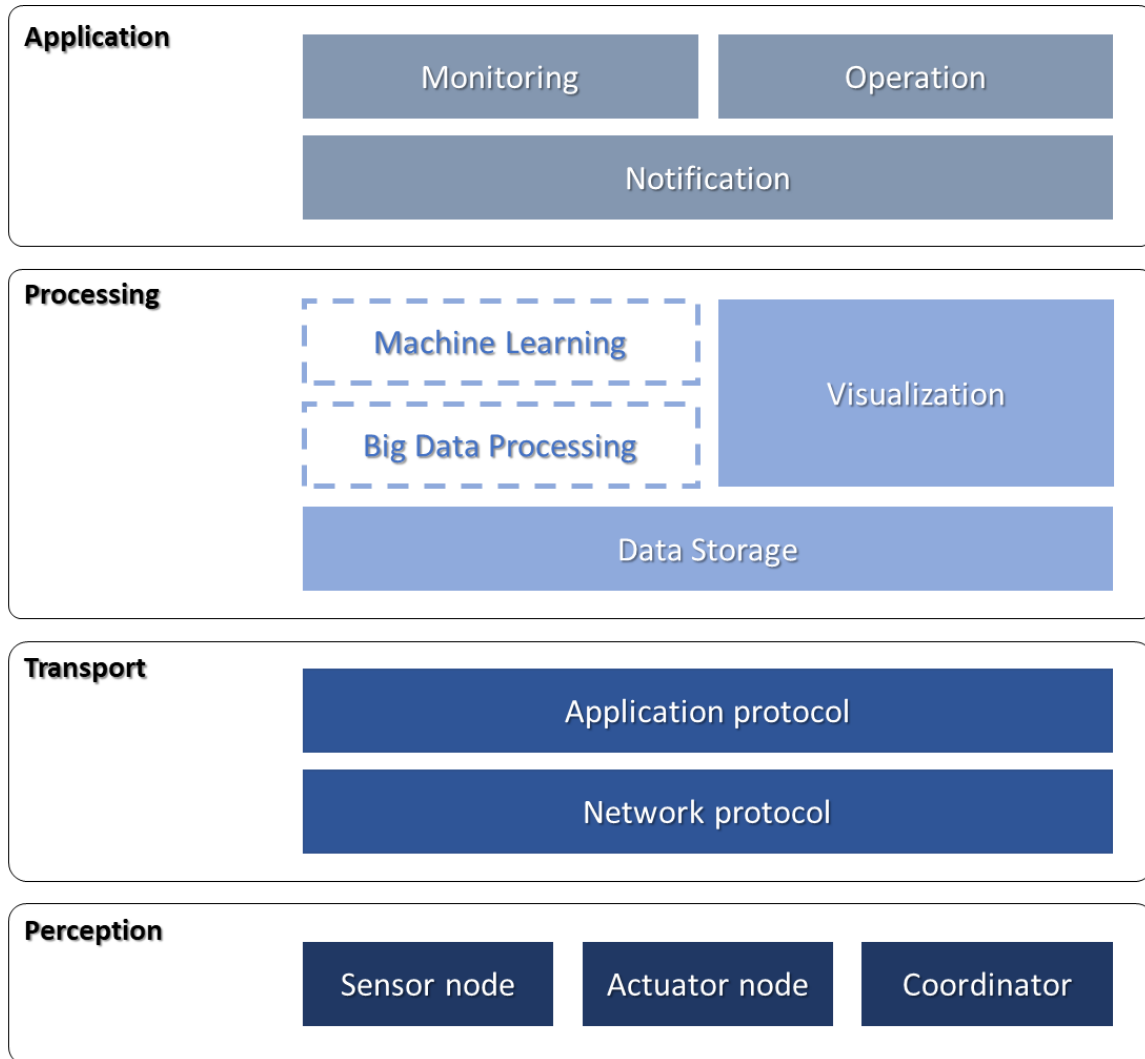 Application
Monitoring
Operation
Notification
Processing
Machine Learning
Big Data Processing
Visualization
Data Storage
Transport
Application protocol
Network protocol
Perception
Sensor node
Actuator node
Coordinator